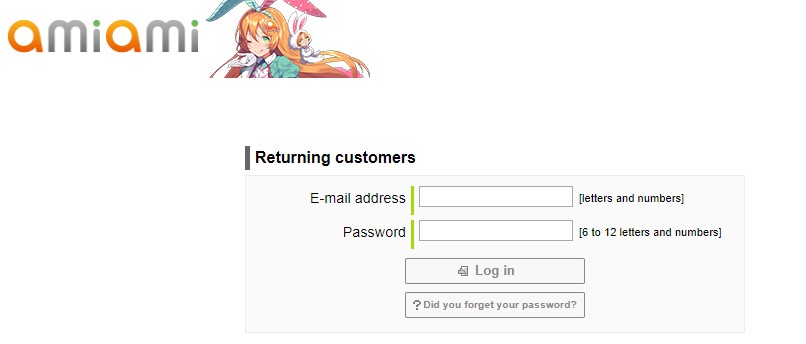 amiami
Returning customers
E-mail address [letters and numbers]
Password [6 to 12 letters and numbers]
Log in
? Did you forget your password?